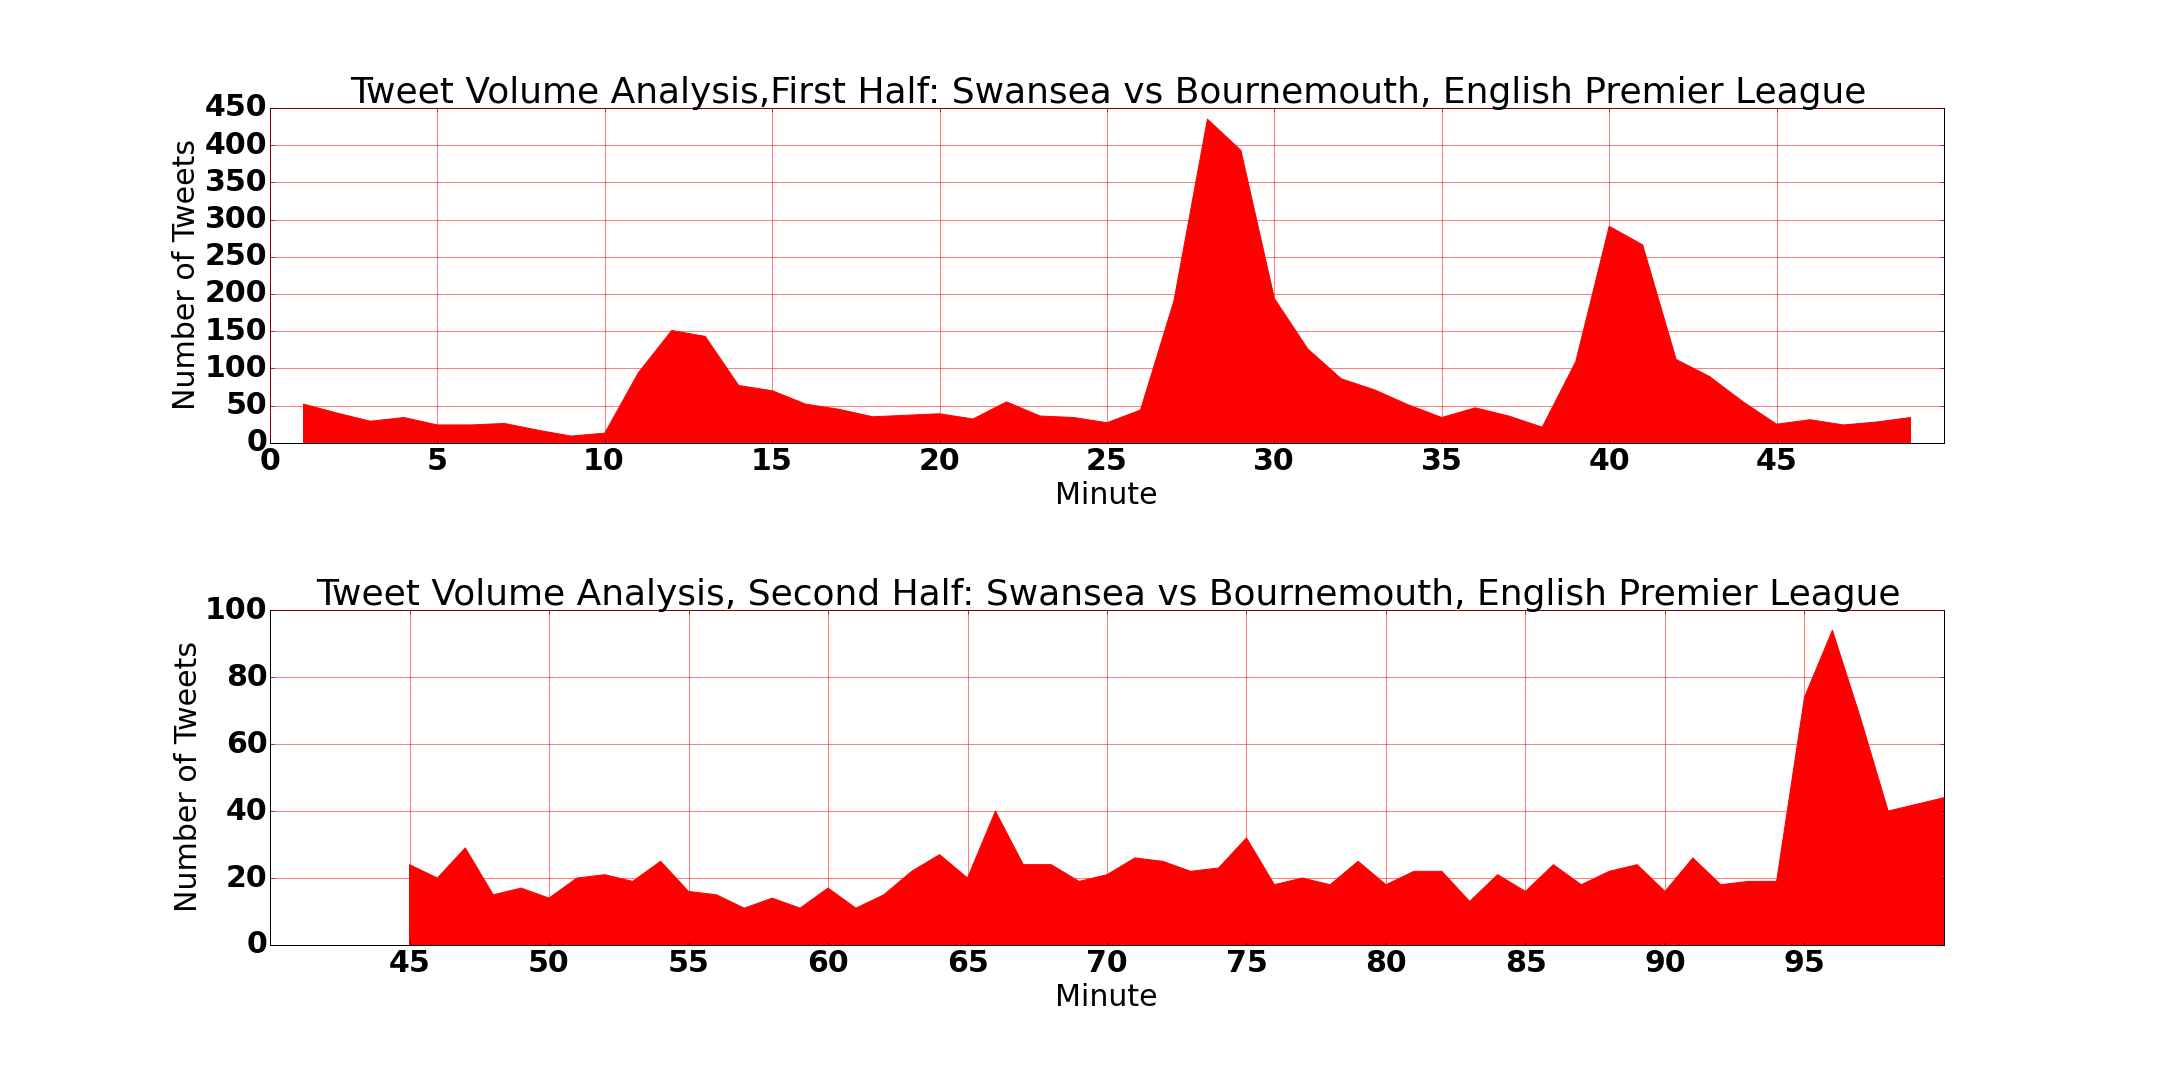 Tweet Volume Analysis,First Half: Swansea vs Bournemouth, English Premier League
450
400
350
300
250
200
150
100
50
0
Number of Tweets
0 5 10 15 20 25 30 35 40 45
Minute
Tweet Volume Analysis, Second Half: Swansea vs Bournemouth, English Premier League
100
80
60
40
20
0
Number of Tweets
45 50 55 60 65 70 75 80 85 90 95
Minute